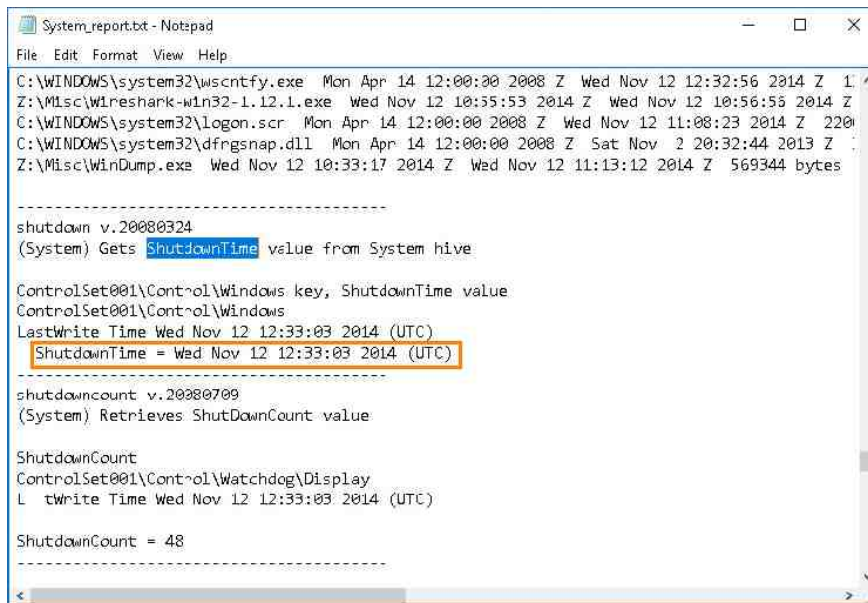 System_report.txt - Notepad
File Edit Format View Help
C:\WINDOWS\system32\wscntfy.exe Mon Apr 14 12:00:00 2008 Z Wed Nov 12 12:32:56 2014 Z
Z:\Misc\Wireshark-win32-1.12.1.exe Wed Nov 12 10:55:53 2014 Z Wed Nov 12 10:56:56 2014 Z
C:\WINDOWS\system32\logon.scr Mon Apr 14 12:00:00 2008 Z Wed Nov 12 11:08:23 2014 Z
C:\WINDOWS\system32\dfrgsnap.dll Mon Apr 14 12:00:00 2008 Z Sat Nov 2 20:32:44 2013 Z
Z:\Misc\WinDump.exe Wed Nov 12 10:33:17 2014 Z Wed Nov 12 11:13:12 2014 Z 569344 bytes
----------------------------------------
shutdown v.20080324
(System) Gets ShutdownTime value from System hive
ControlSet001\Control\Windows key, ShutdownTime value
ControlSet001\Control\Windows
LastWrite Time Wed Nov 12 12:33:03 2014 (UTC)
ShutdownTime = Wed Nov 12 12:33:03 2014 (UTC)
----------------------------------------
shutdowncount v.20080709
(System) Retrieves ShutDownCount value
ShutdownCount
ControlSet001\Control\Watchdog\Display
L tWrite Time Wed Nov 12 12:33:03 2014 (UTC)
ShutdownCount = 48
----------------------------------------